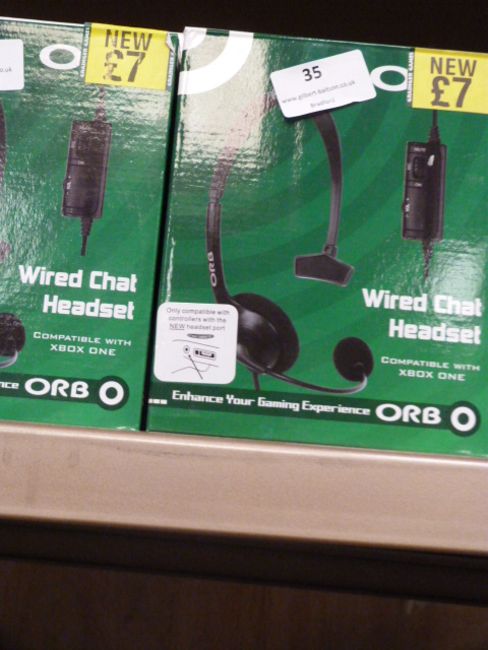 NEW
£7
Wired Chat
Headset
COMPATIBLE WITH
XBOX ONE
ORB
35
www.gilbert-baitson.co.uk
NEW
£7
ORB
Wired Chat
Headset
COMPATIBLE WITH
XBOX ONE
Only compatible with
controllers with the
NEW headset port
Enhance Your Gaming Experience ORB